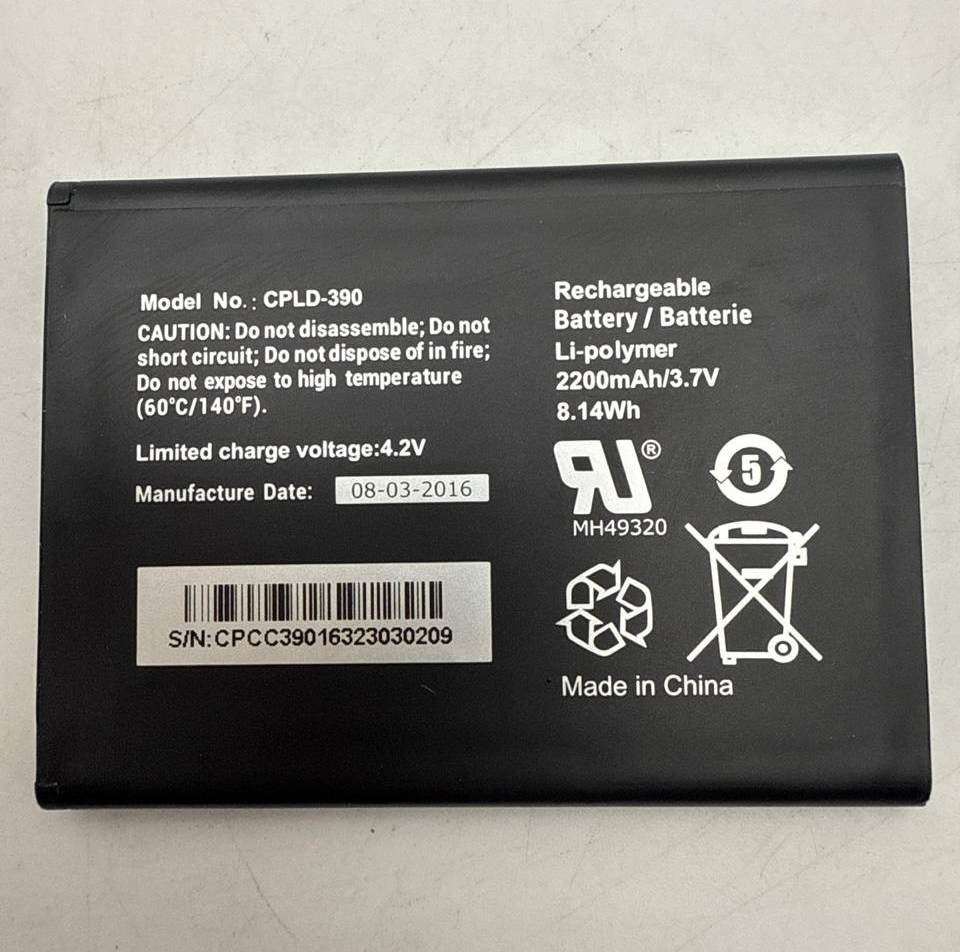 Model No.: CPLD-390
CAUTION: Do not disassemble; Do not
short circuit; Do not dispose of in fire;
Do not expose to high temperature
(60°C/140°F).
Limited charge voltage:4.2V
Manufacture Date: 08-03-2016
S/N:CPCC39016323030209
Rechargeable
Battery / Batterie
Li-polymer
2200mAh/3.7V
8.14Wh
RU®
5
MH49320
Made in China